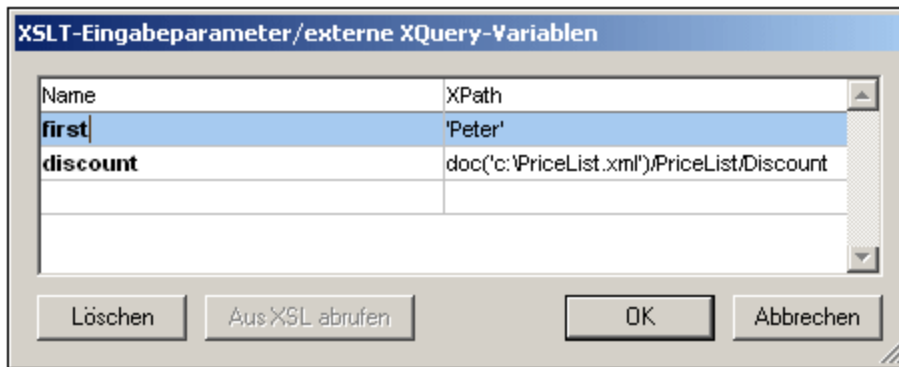 XSLT-Eingabeparameter/externe XQuery-Variablen
Name XPath
first 'Peter'
discount doc('c:\PriceList.xml')/PriceList/Discount
Löschen Aus XSL abrufen OK Abbrechen